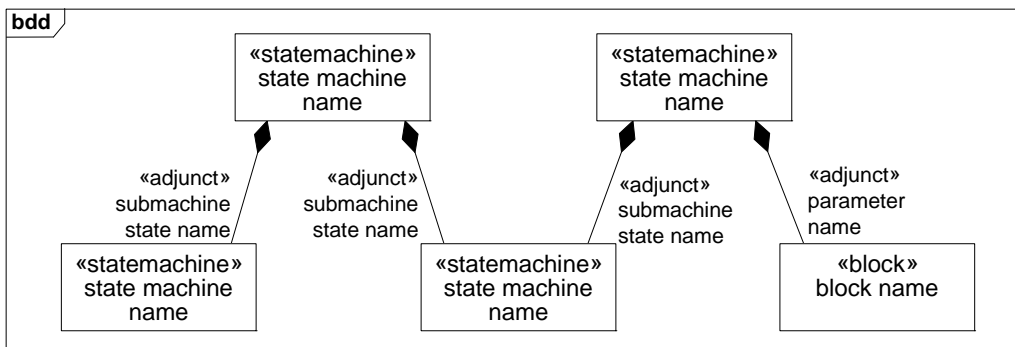 bdd
«statemachine»
state machine
name
«statemachine»
state machine
name
«adjunct»
submachine
state name
«adjunct»
submachine
state name
«adjunct»
submachine
state name
«adjunct»
parameter
name
«statemachine»
state machine
name
«statemachine»
state machine
name
«block»
block name